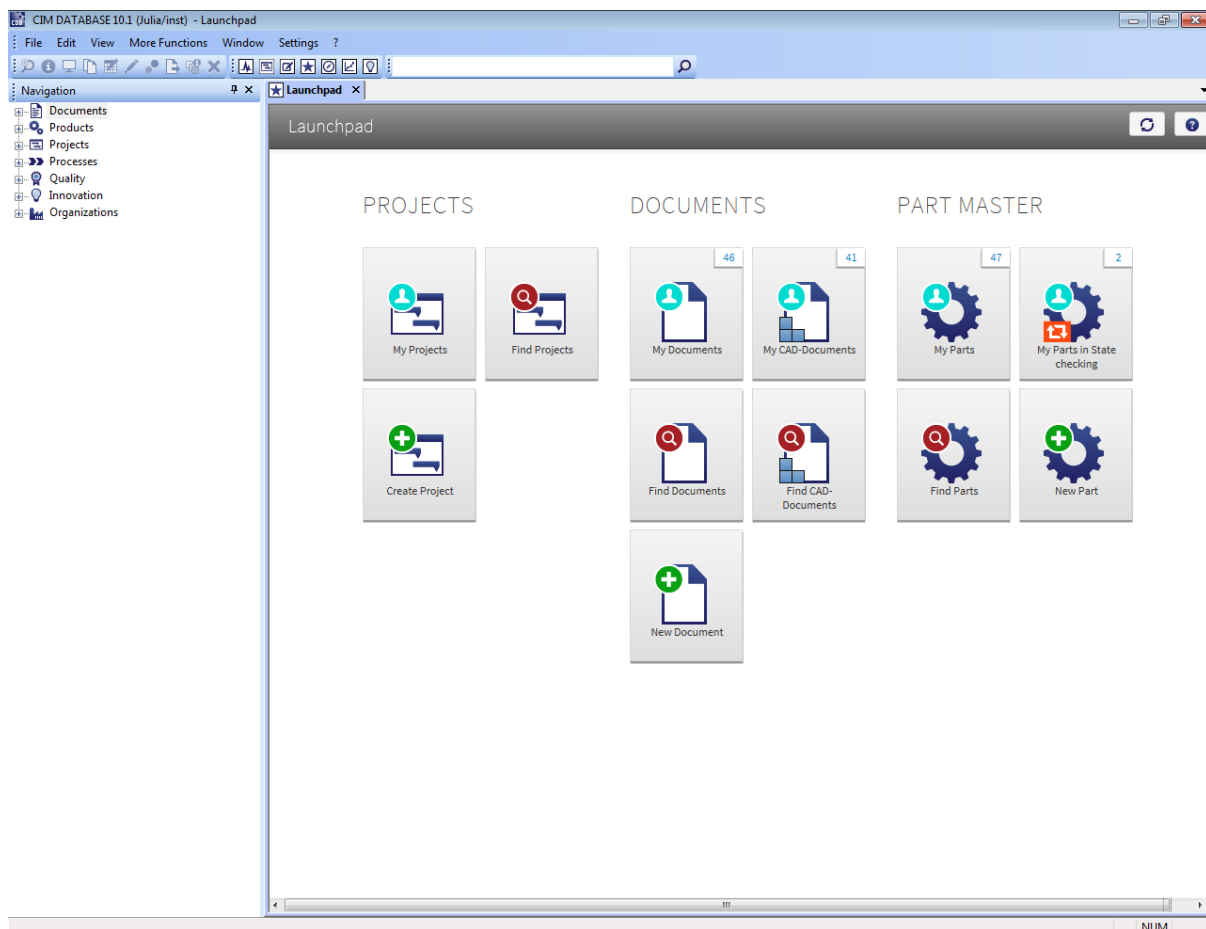 CIM DATABASE 10.1 (Julia/inst) - Launchpad
File Edit View More Functions Window Settings ?
Navigation
Launchpad
Documents
Products
Projects
Processes
Quality
Innovation
Organizations
Launchpad
PROJECTS DOCUMENTS PART MASTER
46 41 47 2
My Projects Find Projects My Documents My CAD-Documents My Parts My Parts in State
checking
Create Project Find Documents Find CAD-
Documents
Find Parts New Part
New Document
NUM